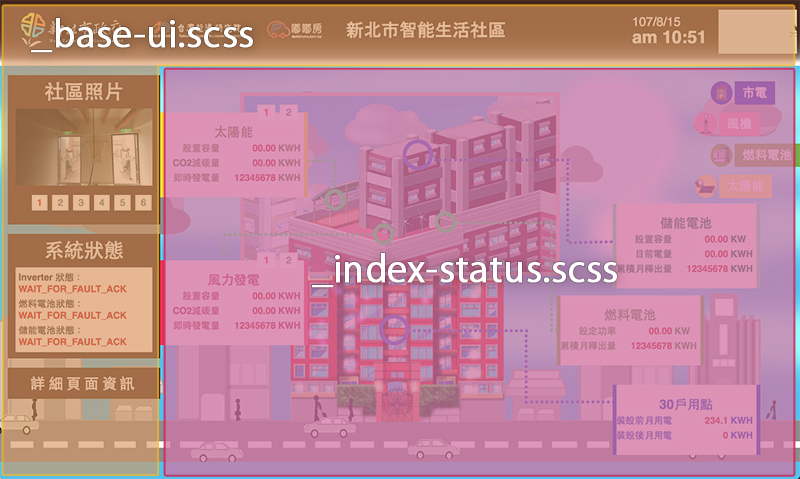 _base-ui.scss
嘟嘟房
新北市智能生活社區
107/8/15
am 10:51
社區照片
1 2 3 4 5 6
系統狀態
Inverter 狀態：
WAIT_FOR_FAULT_ACK
燃料電池狀態：
WAIT_FOR_FAULT_ACK
儲能電池狀態：
WAIT_FOR_FAULT_ACK
詳細頁面資訊
_index-status.scss
1 2
太陽能
設置容量 00.00 KWH
CO2減碳量 00.00 KWH
即時發電量 12345678 KWH
1 2
風力發電
設置容量 00.00 KWH
CO2減碳量 00.00 KWH
即時發電量 12345678 KWH
市電
風機
燃料電池
太陽能
儲能電池
設置容量 00.00 KW
目前電量 00.00 KWH
累積月釋出量 12345678 KWH
燃料電池
設定功率 00.00 KW
累積月釋出量 12345678 KWH
30戶用點
裝設前月用電 234.1 KWH
裝設後月用電 0 KWH